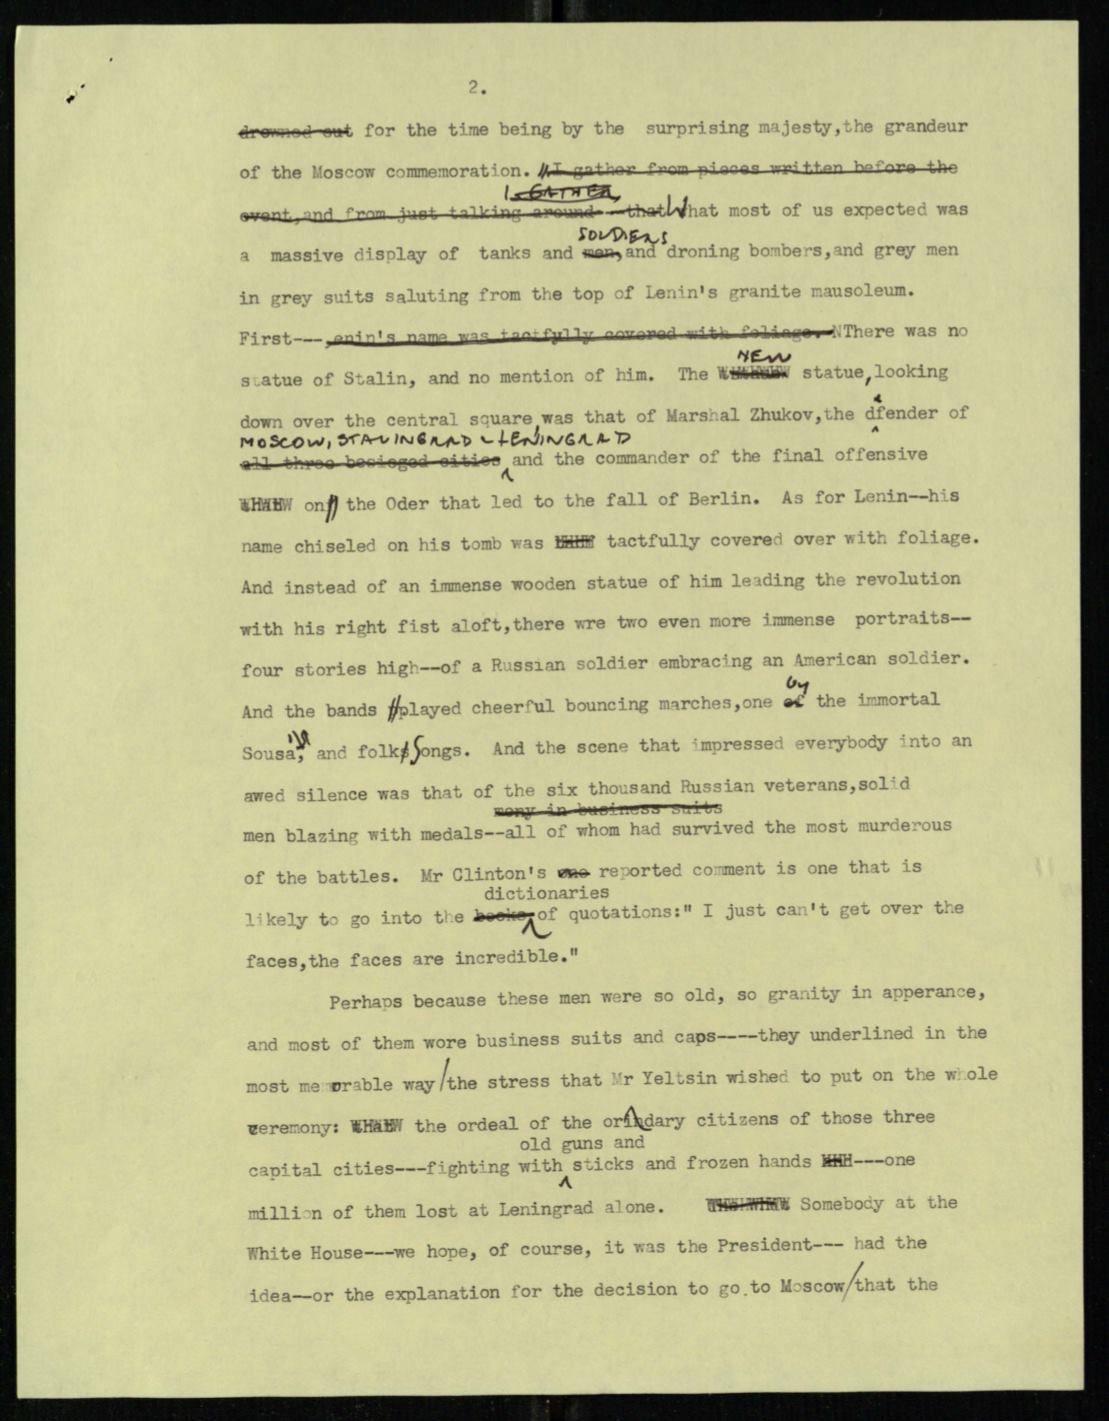 2.
drowned out for the time being by the surprising majesty,the grandeur
of the Moscow commemoration. I gather from pieces written before the
I GATHER
event,and from just talking around--that What most of us expected was
SOLDIERS
a massive display of tanks and men,and droning bombers,and grey men
in grey suits saluting from the top of Lenin's granite mausoleum.
First---,enin's name was tactfully covered with foliage. NThere was no
NEW
statue of Stalin, and no mention of him. The statue,looking
down over the central square,was that of Marshal Zhukov,the dfender of
MOSCOW, STALINGRAD & LENINGRAD
all three besieged cities and the commander of the final offensive
on the Oder that led to the fall of Berlin. As for Lenin--his
name chiseled on his tomb was tactfully covered over with foliage.
And instead of an immense wooden statue of him leading the revolution
with his right fist aloft,there wre two even more immense portraits--
four stories high--of a Russian soldier embracing an American soldier.
by
And the bands played cheerful bouncing marches,one of the immortal
Sousa, and folk Songs. And the scene that impressed everybody into an
awed silence was that of the six thousand Russian veterans,solid
meny in business suits
men blazing with medals--all of whom had survived the most murderous
of the battles. Mr Clinton's one reported comment is one that is
dictionaries
likely to go into the books of quotations:" I just can't get over the
faces,the faces are incredible."
Perhaps because these men were so old, so granity in apperance,
and most of them wore business suits and caps----they underlined in the
most memorable way/the stress that Mr Yeltsin wished to put on the whole
ceremony: the ordeal of the orindary citizens of those three
old guns and
capital cities---fighting with sticks and frozen hands ---one
million of them lost at Leningrad alone. Somebody at the
White House---we hope, of course, it was the President--- had the
idea--or the explanation for the decision to go to Moscow/that the